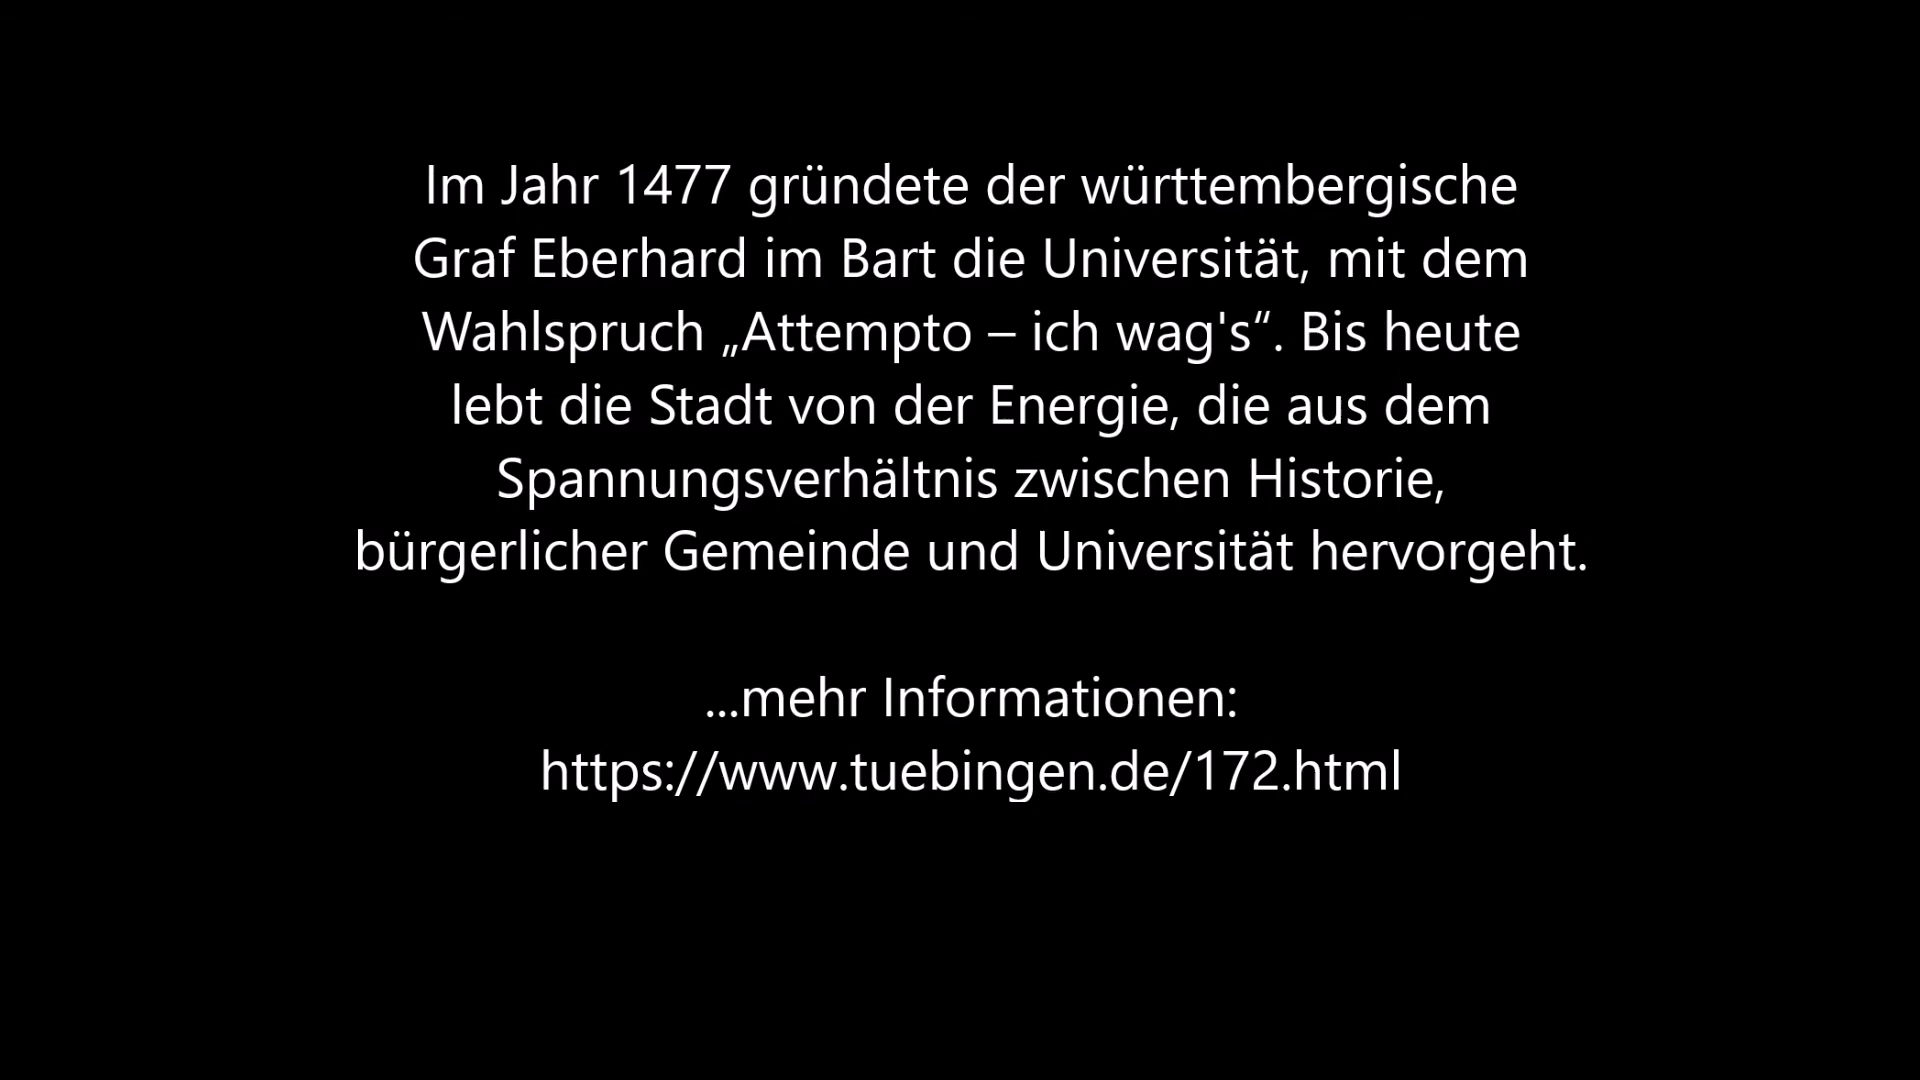 Im Jahr 1477 gründete der württembergische
Graf Eberhard im Bart die Universität, mit dem
Wahlspruch „Attempto – ich wag's“. Bis heute
lebt die Stadt von der Energie, die aus dem
Spannungsverhältnis zwischen Historie,
bürgerlicher Gemeinde und Universität hervorgeht.
...mehr Informationen:
https://www.tuebingen.de/172.html